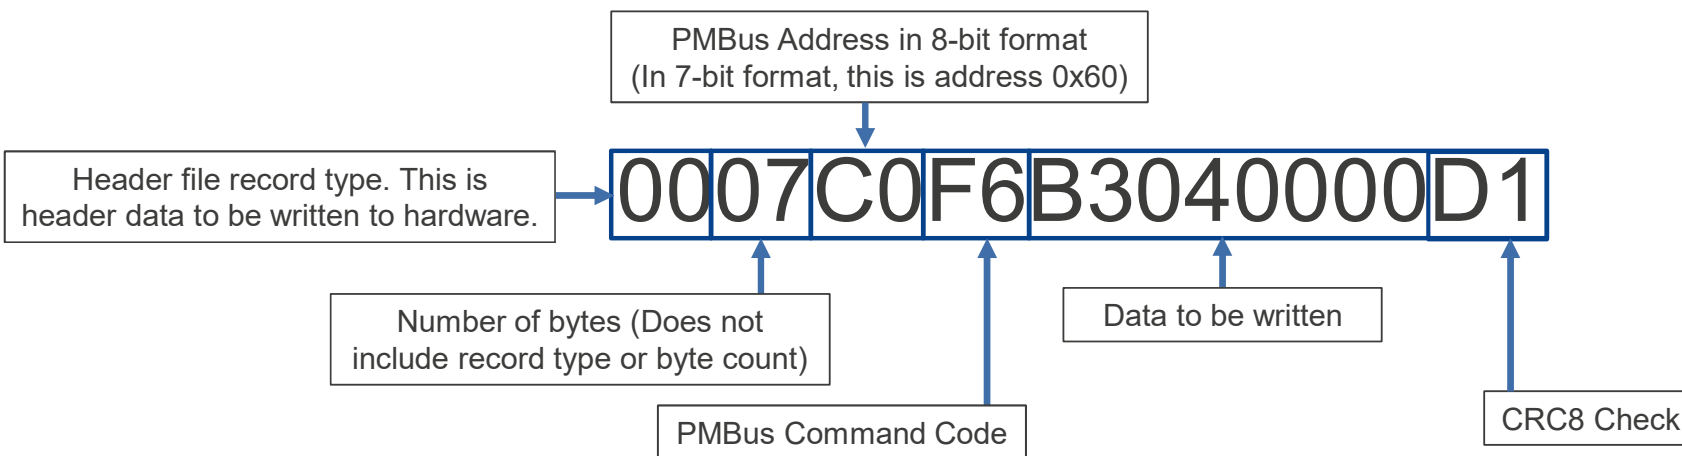 PMBus Address in 8-bit format
(In 7-bit format, this is address 0x60)
Header file record type. This is
header data to be written to hardware.
0007C0F6B3040000D1
Number of bytes (Does not
include record type or byte count)
Data to be written
PMBus Command Code
CRC8 Check